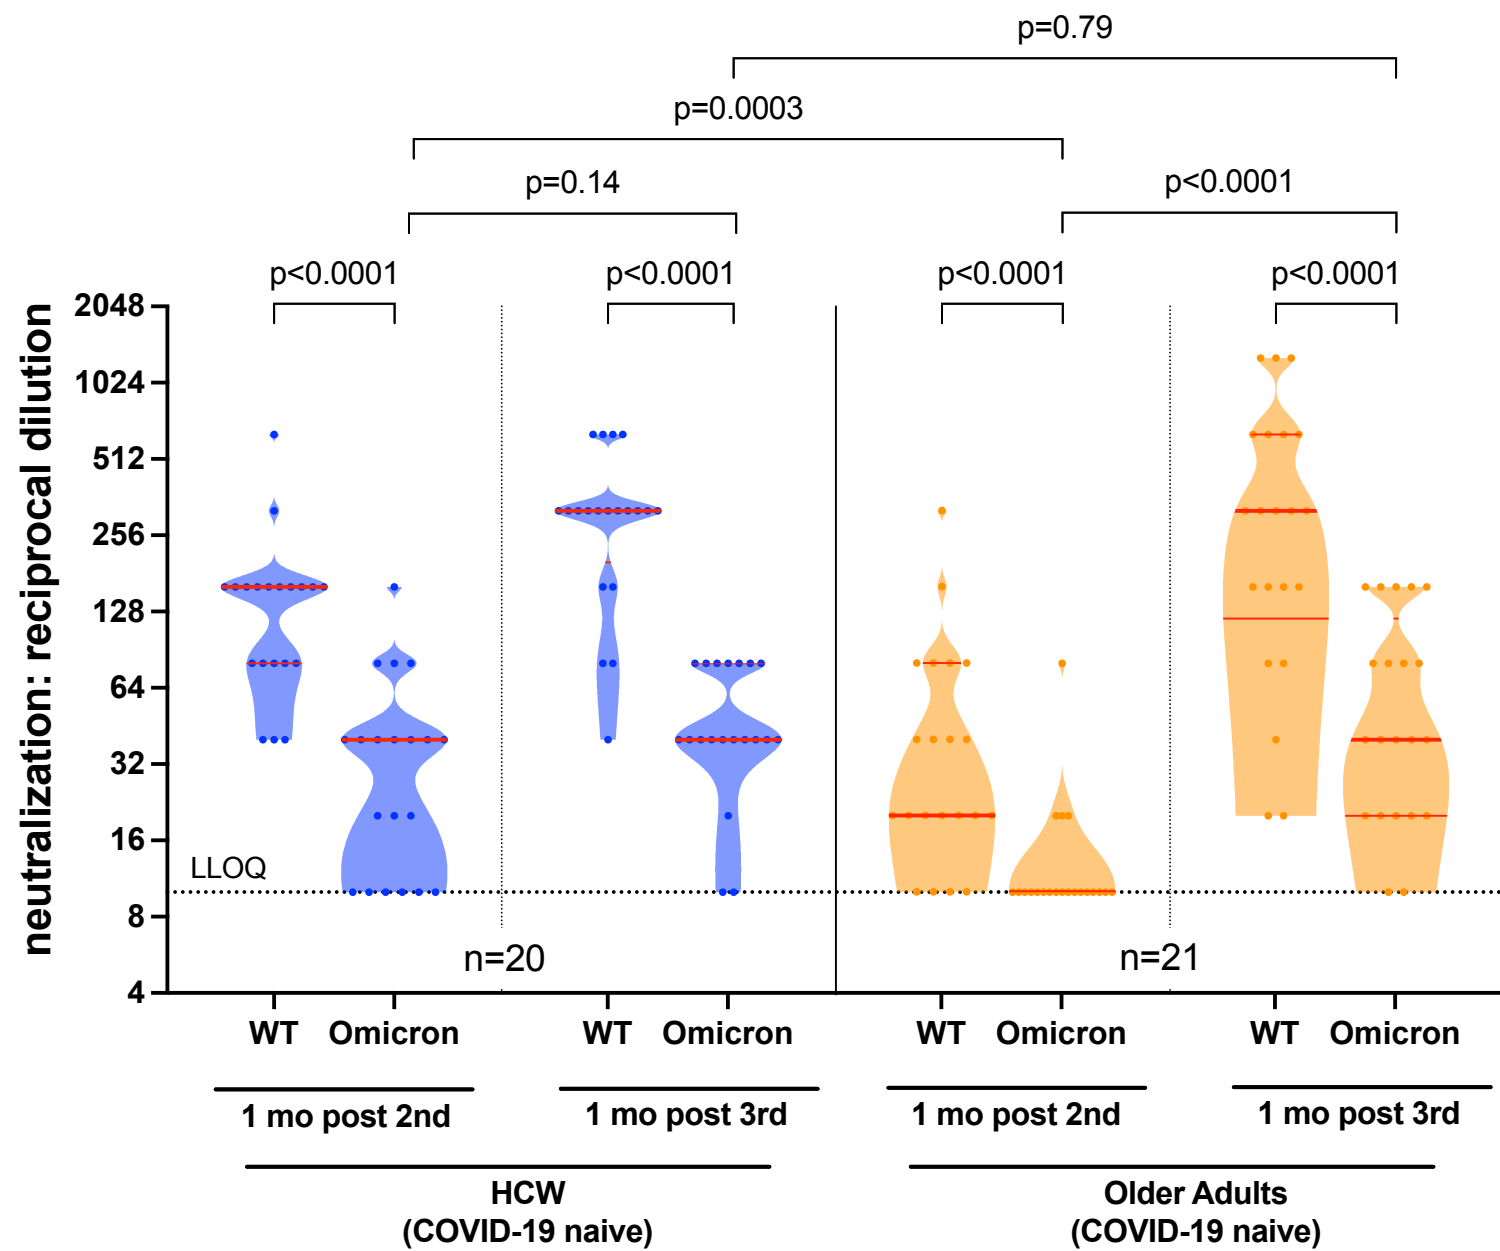 p=0.79
p=0.0003
p=0.14
p<0.0001
p<0.0001
p<0.0001
p<0.0001
p<0.0001
neutralization: reciprocal dilution
2048
1024
512
256
128
64
32
16
8
4
LLOQ
n=20
n=21
WT Omicron WT Omicron WT Omicron WT Omicron
1 mo post 2nd
1 mo post 3rd
1 mo post 2nd
1 mo post 3rd
HCW
(COVID-19 naive)
Older Adults
(COVID-19 naive)